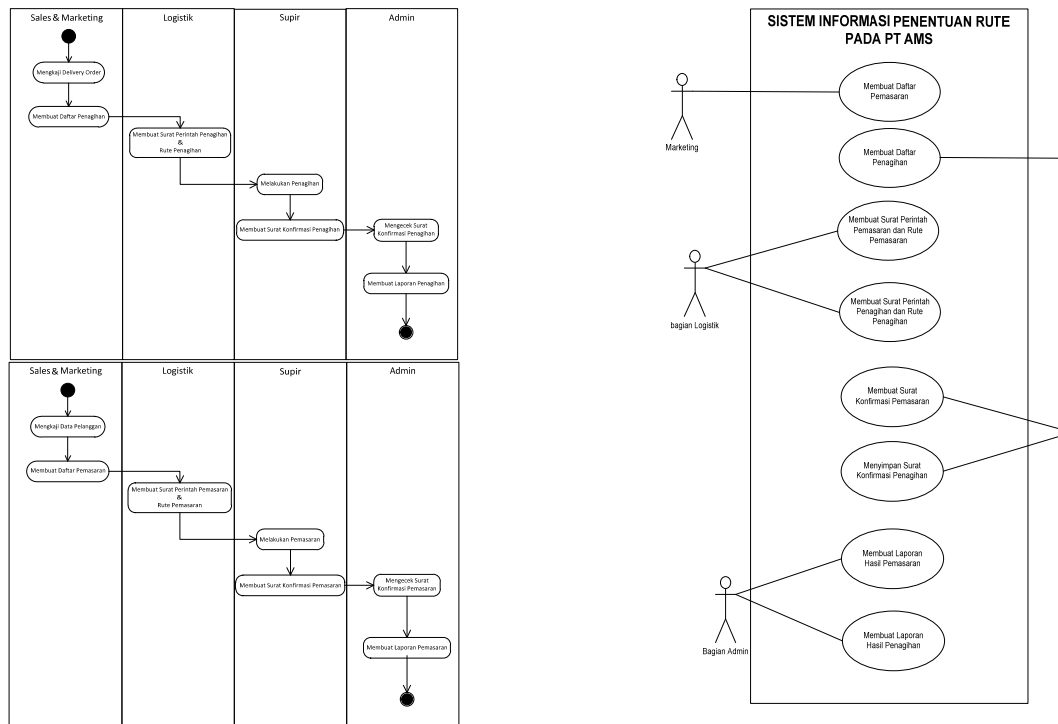 Sales & Marketing
Logistik
Supir
Admin
Mengkaji Delivery Order
Membuat Daftar Penagihan
Membuat Surat Perintah Penagihan
&
Rute Penagihan
Melakukan Penagihan
Membuat Surat Konfirmasi Penagihan
Mengecek Surat
Konfirmasi Penagihan
Membuat Laporan Penagihan
Sales & Marketing
Logistik
Supir
Admin
Mengkaji Data Pelanggan
Membuat Daftar Pemasaran
Membuat Surat Perintah Pemasaran
&
Rute Pemasaran
Melakukan Pemasaran
Membuat Surat Konfirmasi Pemasaran
Mengecek Surat
Konfirmasi Pemasaran
Membuat Laporan Pemasaran
SISTEM INFORMASI PENENTUAN RUTE
PADA PT AMS
Marketing
Membuat Daftar
Pemasaran
Membuat Daftar
Penagihan
bagian Logistik
Membuat Surat Perintah
Pemasaran dan Rute
Pemasaran
Membuat Surat Perintah
Penagihan dan Rute
Penagihan
Membuat Surat
Konfirmasi Pemasaran
Menyimpan Surat
Konfirmasi Penagihan
Bagian Admin
Membuat Laporan
Hasil Pemasaran
Membuat Laporan
Hasil Penagihan